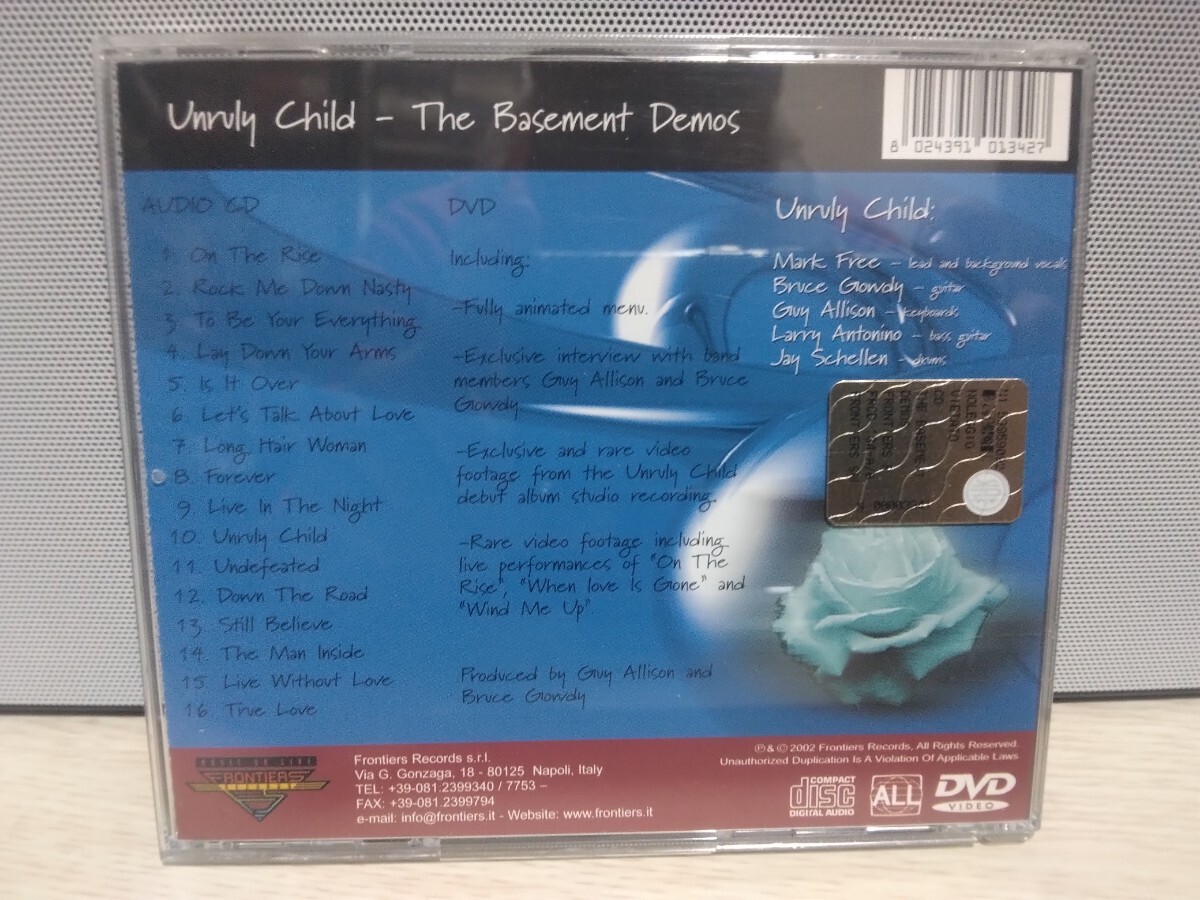 Unruly Child - The Basement Demos
8 024391 013427
AUDIO CD
1. On The Rise
2. Rock Me Down Nasty
3. To Be Your Everything
4. Lay Down Your Arms
5. Is It Over
6. Let's Talk About Love
7. Long Hair Woman
8. Forever
9. Live In The Night
10. Unruly Child
11. Undefeated
12. Down The Road
13. Still Believe
14. The Man Inside
15. Live Without Love
16. True Love
DVD
Including:
-Fully animated menu.
-Exclusive interview with band
members Guy Allison and Bruce
Gowdy
-Exclusive and rare video
footage from the Unruly Child
debut album studio recording.
-Rare video footage including
live performances of "On The
Rise", "When love Is Gone" and
"Wind Me Up"
Produced by Guy Allison and
Bruce Gowdy
Unruly Child:
Mark Free - lead and background vocals
Bruce Gowdy - guitar
Guy Allison - keyboards
Larry Antonino - bass guitar
Jay Schellen - drums
NOLEGGIO
VIETATO
CD
FRONTIERS
FRONTIERS
Frontiers Records s.r.l.
Via G. Gonzaga, 18 - 80125 Napoli, Italy
TEL: +39-081.2399340 / 7753 -
FAX: +39-081.2399794
e-mail: info@frontiers.it - Website: www.frontiers.it
℗ & © 2002 Frontiers Records, All Rights Reserved.
Unauthorized Duplication Is A Violation Of Applicable Laws
COMPACT
disc
DIGITAL AUDIO
ALL
DVD
VIDEO